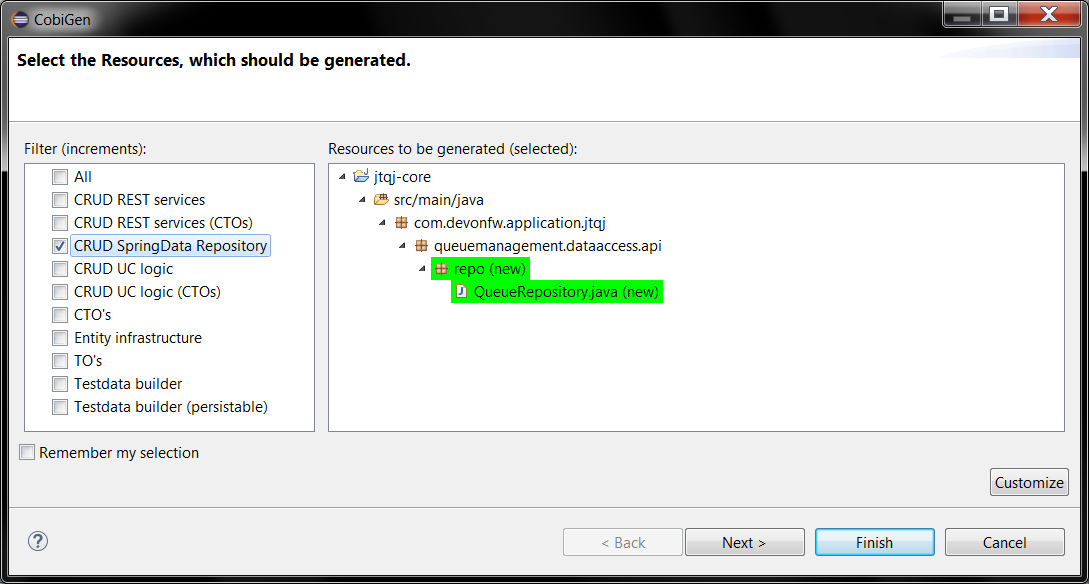 CobiGen
Select the Resources, which should be generated.
Filter (increments):
All
CRUD REST services
CRUD REST services (CTOs)
CRUD SpringData Repository
CRUD UC logic
CRUD UC logic (CTOs)
CTO's
Entity infrastructure
TO's
Testdata builder
Testdata builder (persistable)
Remember my selection
Resources to be generated (selected):
jtqj-core
src/main/java
com.devonfw.application.jtqj
queuemanagement.dataaccess.api
repo (new)
QueueRepository.java (new)
Customize
?
< Back
Next >
Finish
Cancel